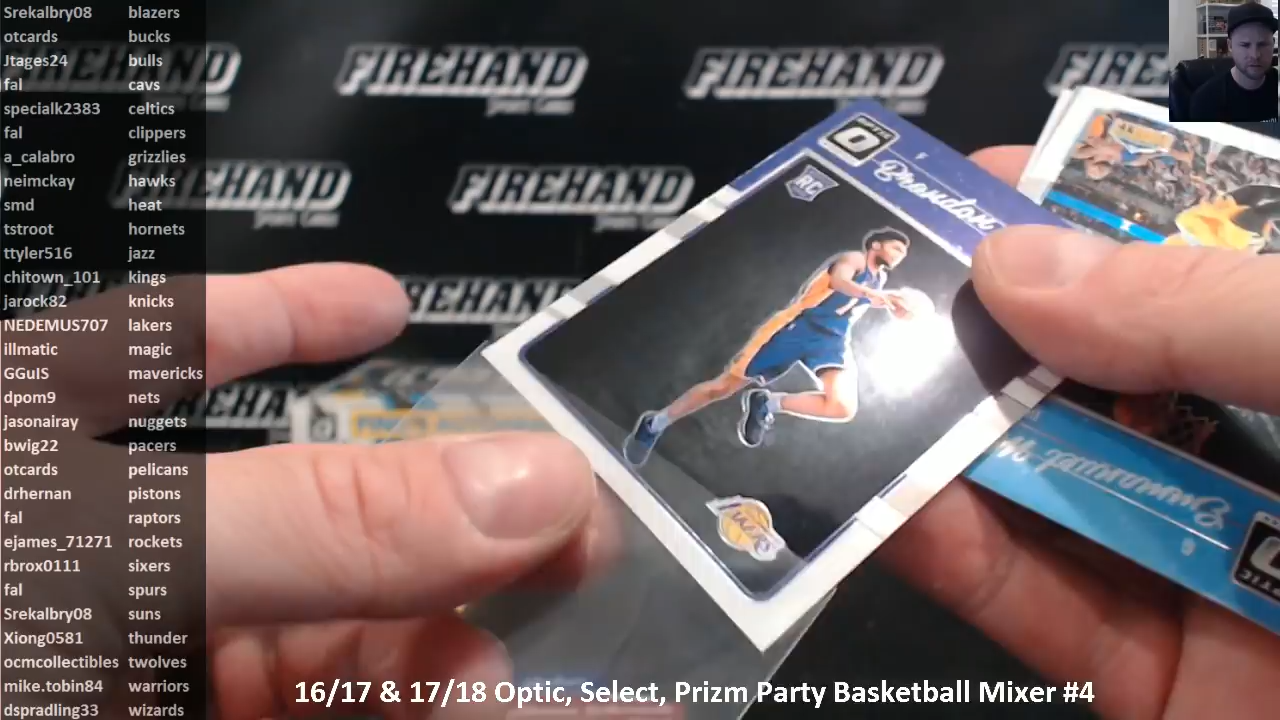 Srekalbry08 blazers
otcards bucks
Jtages24 bulls
fal cavs
specialk2383 celtics
fal clippers
a_calabro grizzlies
neimckay hawks
smd heat
tstroot hornets
ttyler516 jazz
chitown_101 kings
jarock82 knicks
NEDEMUS707 lakers
illmatic magic
GGuIS mavericks
dpom9 nets
jasonairay nuggets
bwig22 pacers
otcards pelicans
drhernan pistons
fal raptors
ejames_71271 rockets
rbrox0111 sixers
fal spurs
Srekalbry08 suns
Xiong0581 thunder
ocmcollectibles twolves
mike.tobin84 warriors
dspradling33 wizards
FIREHAND
FIREHAND
FIREHAND
FIREHAND
FIREHAND
OPTIC
F
Brandon
RC
LAKERS
Emmanuel
16/17 & 17/18 Optic, Select, Prizm Party Basketball Mixer #4